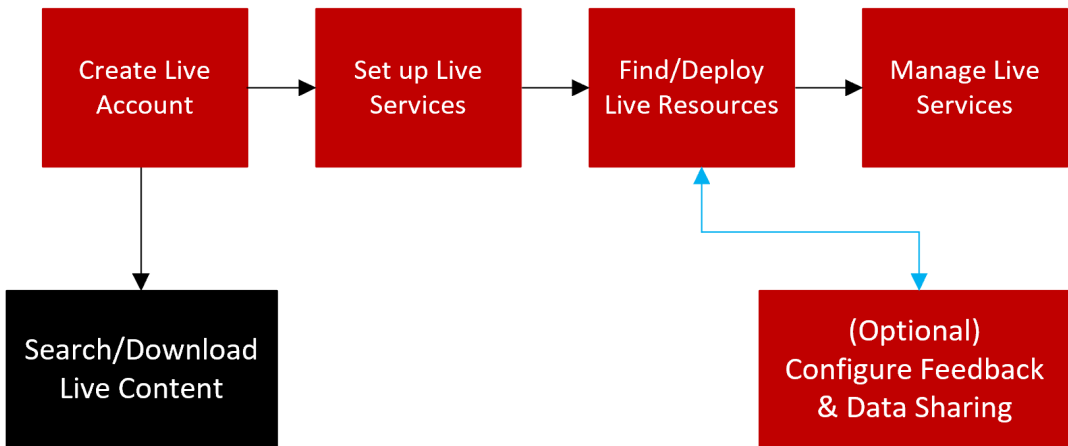 Create Live
Account
Set up Live
Services
Find/Deploy
Live Resources
Manage Live
Services
Search/Download
Live Content
(Optional)
Configure Feedback
& Data Sharing